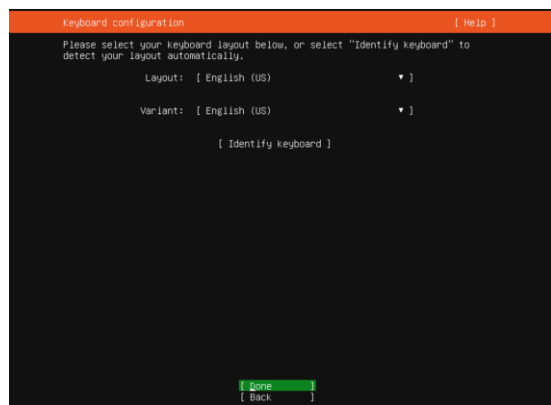 Keyboard configuration [ Help ]
Please select your keyboard layout below, or select "Identify keyboard" to
detect your layout automatically.
Layout: [ English (US) ▾ ]
Variant: [ English (US) ▾ ]
[ Identify keyboard ]
[ Done ]
[ Back ]